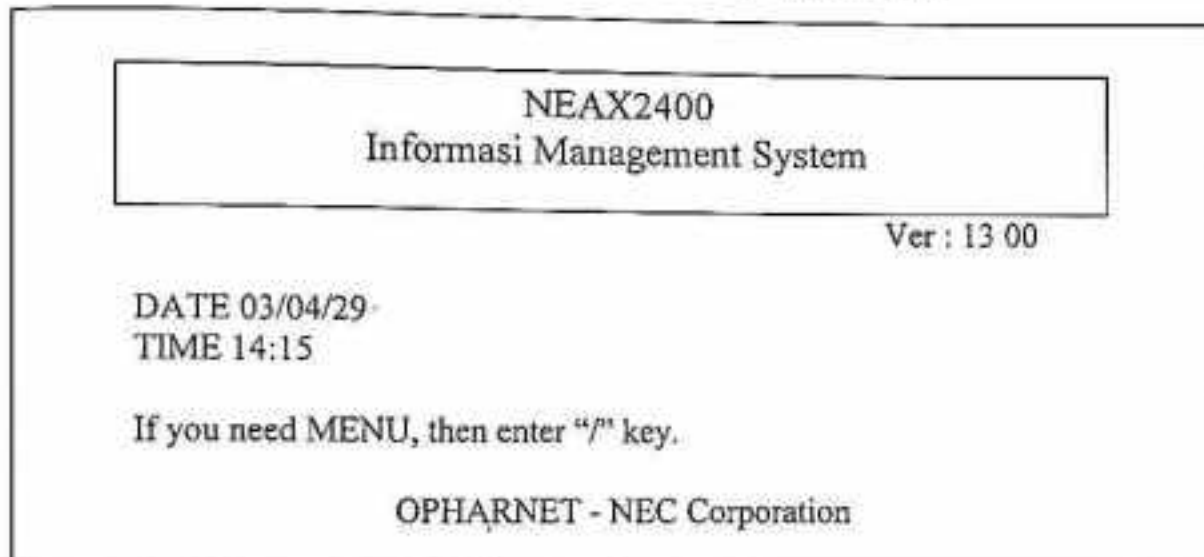 NEAX2400
Informasi Management System
Ver : 13 00
DATE 03/04/29
TIME 14:15
If you need MENU, then enter “/” key.
OPHARNET - NEC Corporation